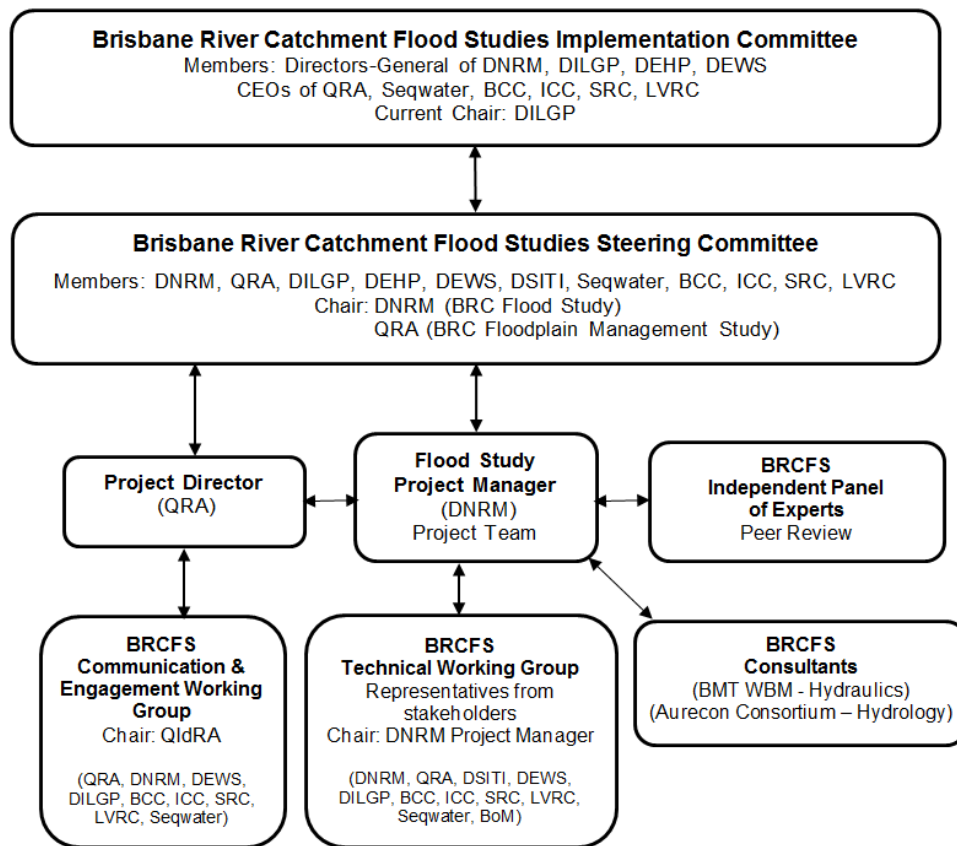 Brisbane River Catchment Flood Studies Implementation Committee
Members: Directors-General of DNRM, DILGP, DEHP, DEWS
CEOs of QRA, Seqwater, BCC, ICC, SRC, LVRC
Current Chair: DILGP
Brisbane River Catchment Flood Studies Steering Committee
Members: DNRM, QRA, DILGP, DEHP, DEWS, DSITI, Seqwater, BCC, ICC, SRC, LVRC
Chair: DNRM (BRC Flood Study)
QRA (BRC Floodplain Management Study)
Project Director
(QRA)
Flood Study
Project Manager
(DNRM)
Project Team
BRCFS
Independent Panel
of Experts
Peer Review
BRCFS
Communication &
Engagement Working
Group
Chair: QldRA
(QRA, DNRM, DEWS,
DILGP, BCC, ICC, SRC,
LVRC, Seqwater)
BRCFS
Technical Working Group
Representatives from
stakeholders
Chair: DNRM Project Manager
(DNRM, QRA, DSITI, DEWS,
DILGP, BCC, ICC, SRC, LVRC,
Seqwater, BoM)
BRCFS
Consultants
(BMT WBM - Hydraulics)
(Aurecon Consortium – Hydrology)